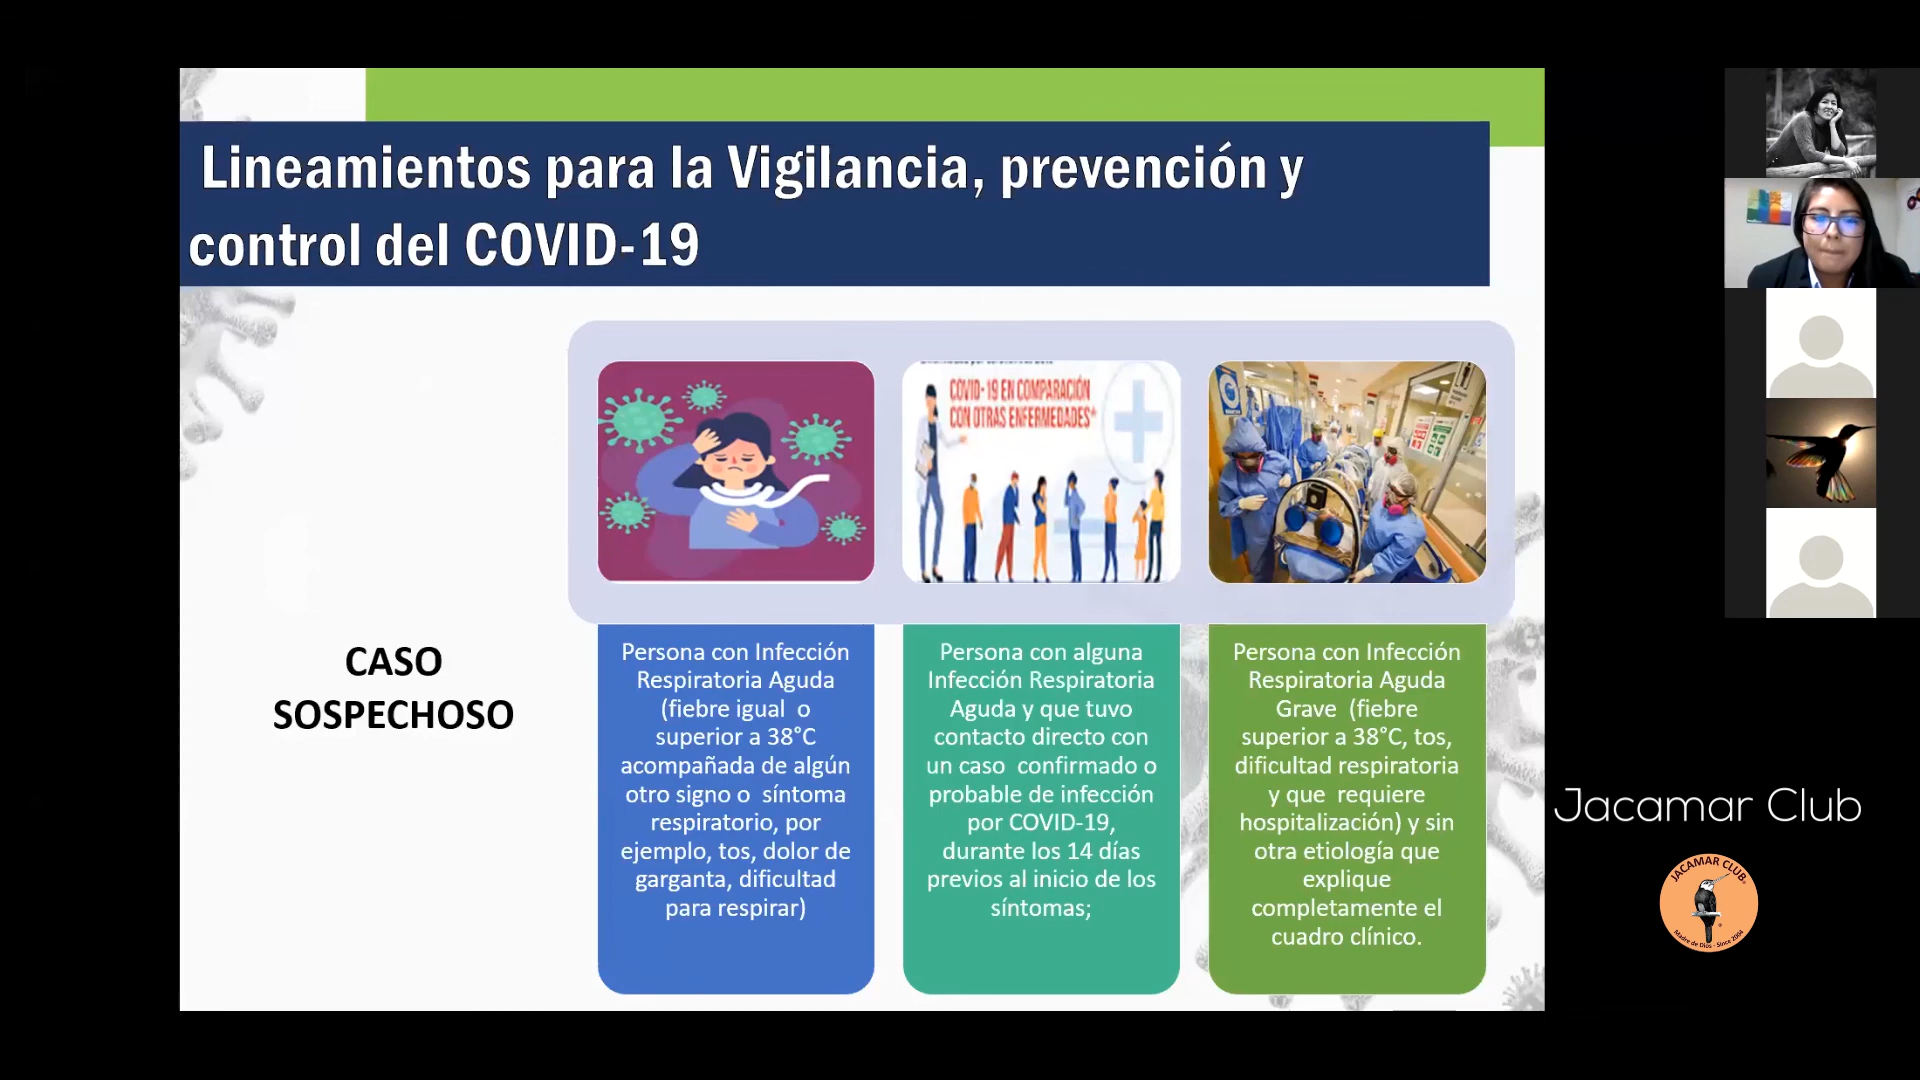 Lineamientos para la Vigilancia, prevención y
control del COVID-19
COVID-19 EN COMPARACIÓN
CON OTRAS ENFERMEDADES*
CASO
SOSPECHOSO
Persona con Infección
Respiratoria Aguda
(fiebre igual o
superior a 38°C
acompañada de algún
otro signo o síntoma
respiratorio, por
ejemplo, tos, dolor de
garganta, dificultad
para respirar)
Persona con alguna
Infección Respiratoria
Aguda y que tuvo
contacto directo con
un caso confirmado o
probable de infección
por COVID-19,
durante los 14 días
previos al inicio de los
síntomas;
Persona con Infección
Respiratoria Aguda
Grave (fiebre
superior a 38°C, tos,
dificultad respiratoria
y que requiere
hospitalización) y sin
otra etiología que
explique
completamente el
cuadro clínico.
Jacamar Club
JACAMAR CLUB
Madre de Dios - Since 2004